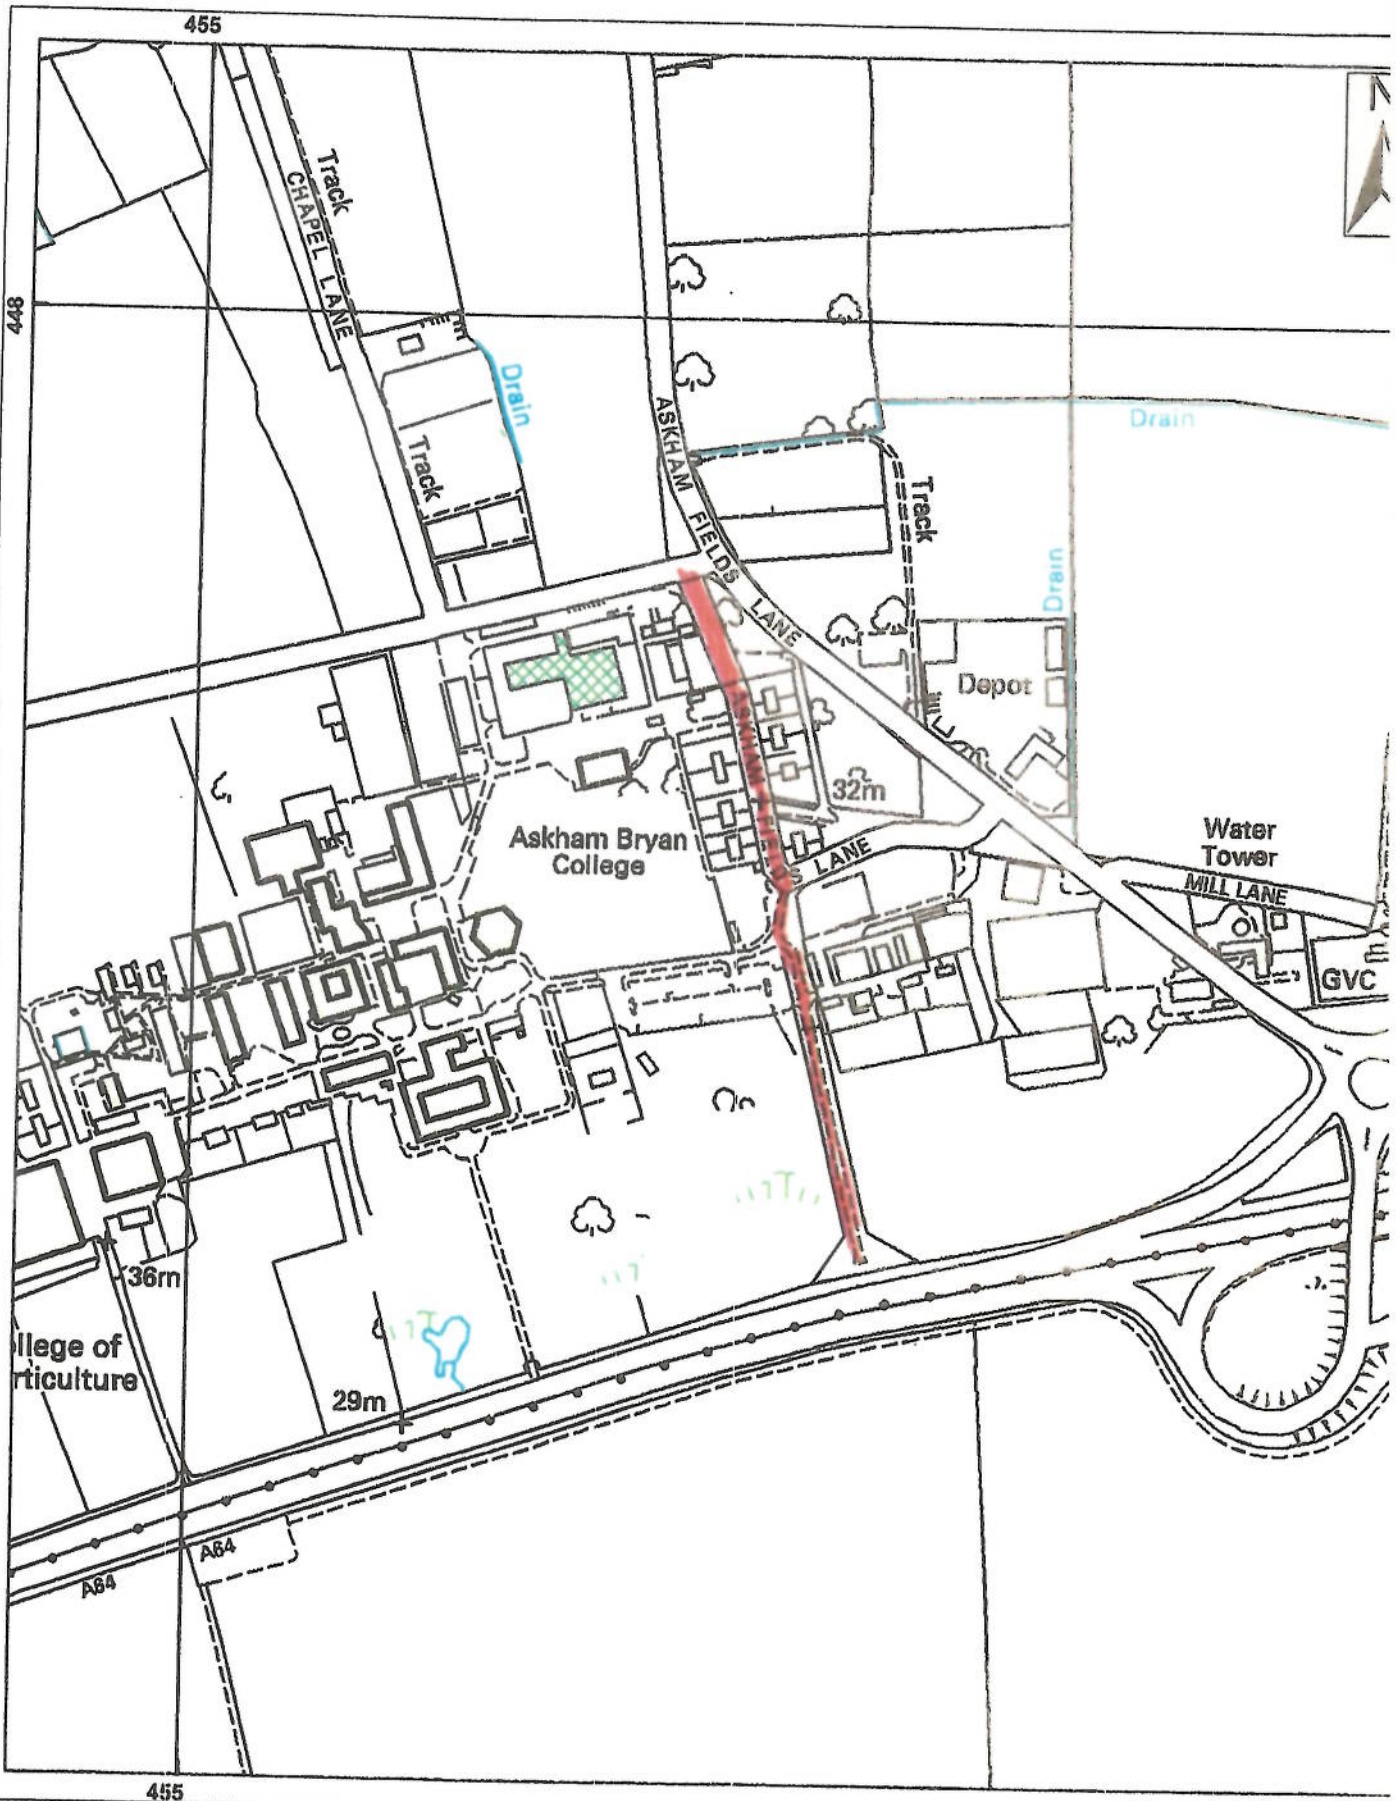 455
448
Track
CHAPEL LANE
Drain
Track
ASKHAM FIELDS LANE
Drain
Track
Drain
Depot
ASKHAM
LANE
32m
Askham Bryan
College
Water
Tower
MILL LANE
GVC
36m
llege of
rticulture
29m
A64
A64
455